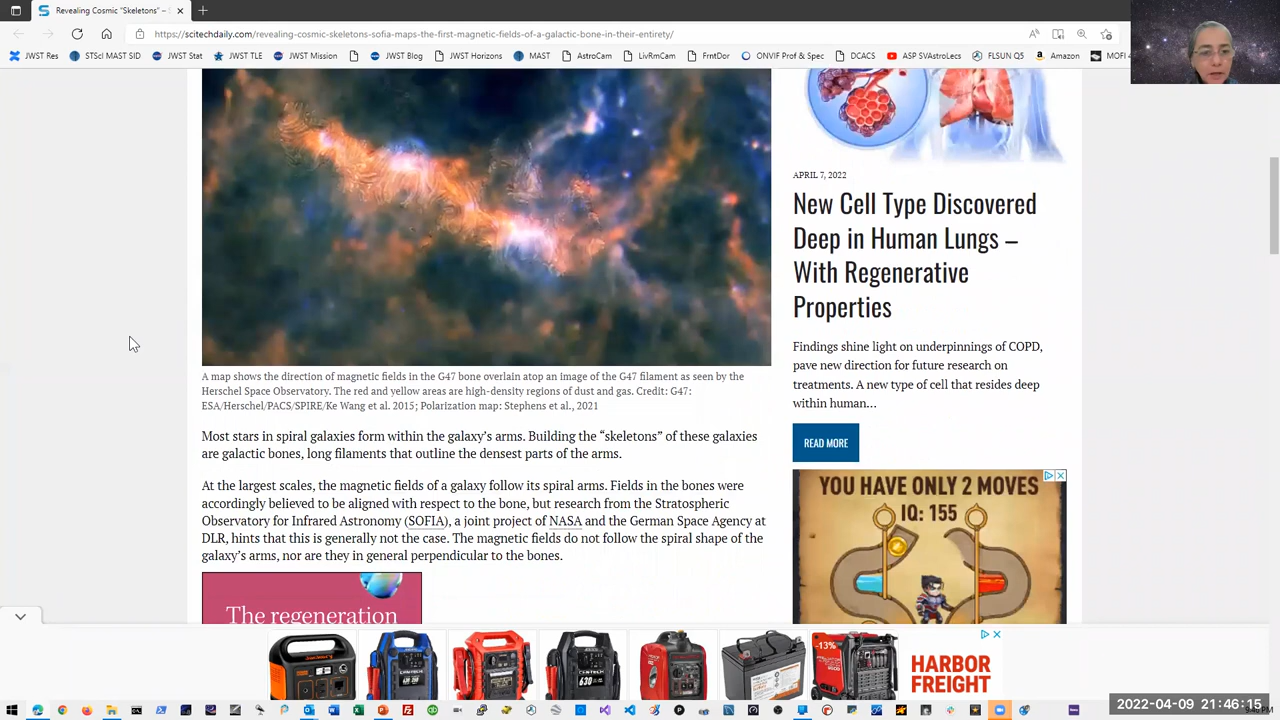 Revealing Cosmic "Skeletons" – S
https://scitechdaily.com/revealing-cosmic-skeletons-sofia-maps-the-first-magnetic-fields-of-a-galactic-bone-in-their-entirety/
JWST Res
STScl MAST SID
JWST Stat
JWST TLE
JWST Mission
JWST Blog
JWST Horizons
MAST
AstroCam
LivRmCam
FrntDor
ONVIF Prof & Spec
DCACS
ASP SVAstroLecs
FLSUN Q5
Amazon
MOFI
A map shows the direction of magnetic fields in the G47 bone overlain atop an image of the G47 filament as seen by the
Herschel Space Observatory. The red and yellow areas are high-density regions of dust and gas. Credit: G47:
ESA/Herschel/PACS/SPIRE/Ke Wang et al. 2015; Polarization map: Stephens et al., 2021
Most stars in spiral galaxies form within the galaxy's arms. Building the "skeletons" of these galaxies
are galactic bones, long filaments that outline the densest parts of the arms.
At the largest scales, the magnetic fields of a galaxy follow its spiral arms. Fields in the bones were
accordingly believed to be aligned with respect to the bone, but research from the Stratospheric
Observatory for Infrared Astronomy (SOFIA), a joint project of NASA and the German Space Agency at
DLR, hints that this is generally not the case. The magnetic fields do not follow the spiral shape of the
galaxy's arms, nor are they in general perpendicular to the bones.
The regeneration
APRIL 7, 2022
New Cell Type Discovered
Deep in Human Lungs –
With Regenerative
Properties
Findings shine light on underpinnings of COPD,
pave new direction for future research on
treatments. A new type of cell that resides deep
within human…
READ MORE
YOU HAVE ONLY 2 MOVES
IQ: 155
-13%
HARBOR
FREIGHT
2022-04-09 21:46:15